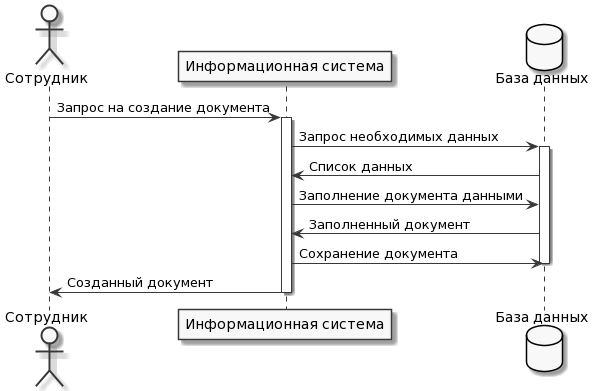 Сотрудник
Информационная система
База данных
Запрос на создание документа
Запрос необходимых данных
Список данных
Заполнение документа данными
Заполненный документ
Сохранение документа
Созданный документ
Сотрудник
Информационная система
База данных